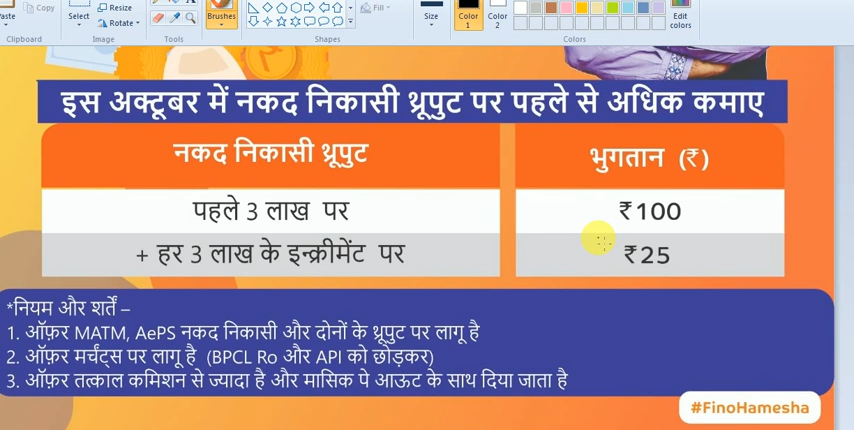 Paste
Copy
Clipboard
Select
Resize
Rotate
Image
Tools
Brushes
Fill
Shapes
Size
Color
1
Color
2
Edit
colors
Colors
इस अक्टूबर में नकद निकासी थ्रूपुट पर पहले से अधिक कमाए
नकद निकासी थ्रूपुट
भुगतान (₹)
पहले 3 लाख पर
₹100
+ हर 3 लाख के इन्क्रीमेंट पर
₹25
*नियम और शर्तें –
1. ऑफ़र MATM, AePS नकद निकासी और दोनों के थ्रूपुट पर लागू है
2. ऑफ़र मर्चंट्स पर लागू है (BPCL Ro और API को छोड़कर)
3. ऑफ़र तत्काल कमिशन से ज्यादा है और मासिक पे आऊट के साथ दिया जाता है
#FinoHamesha